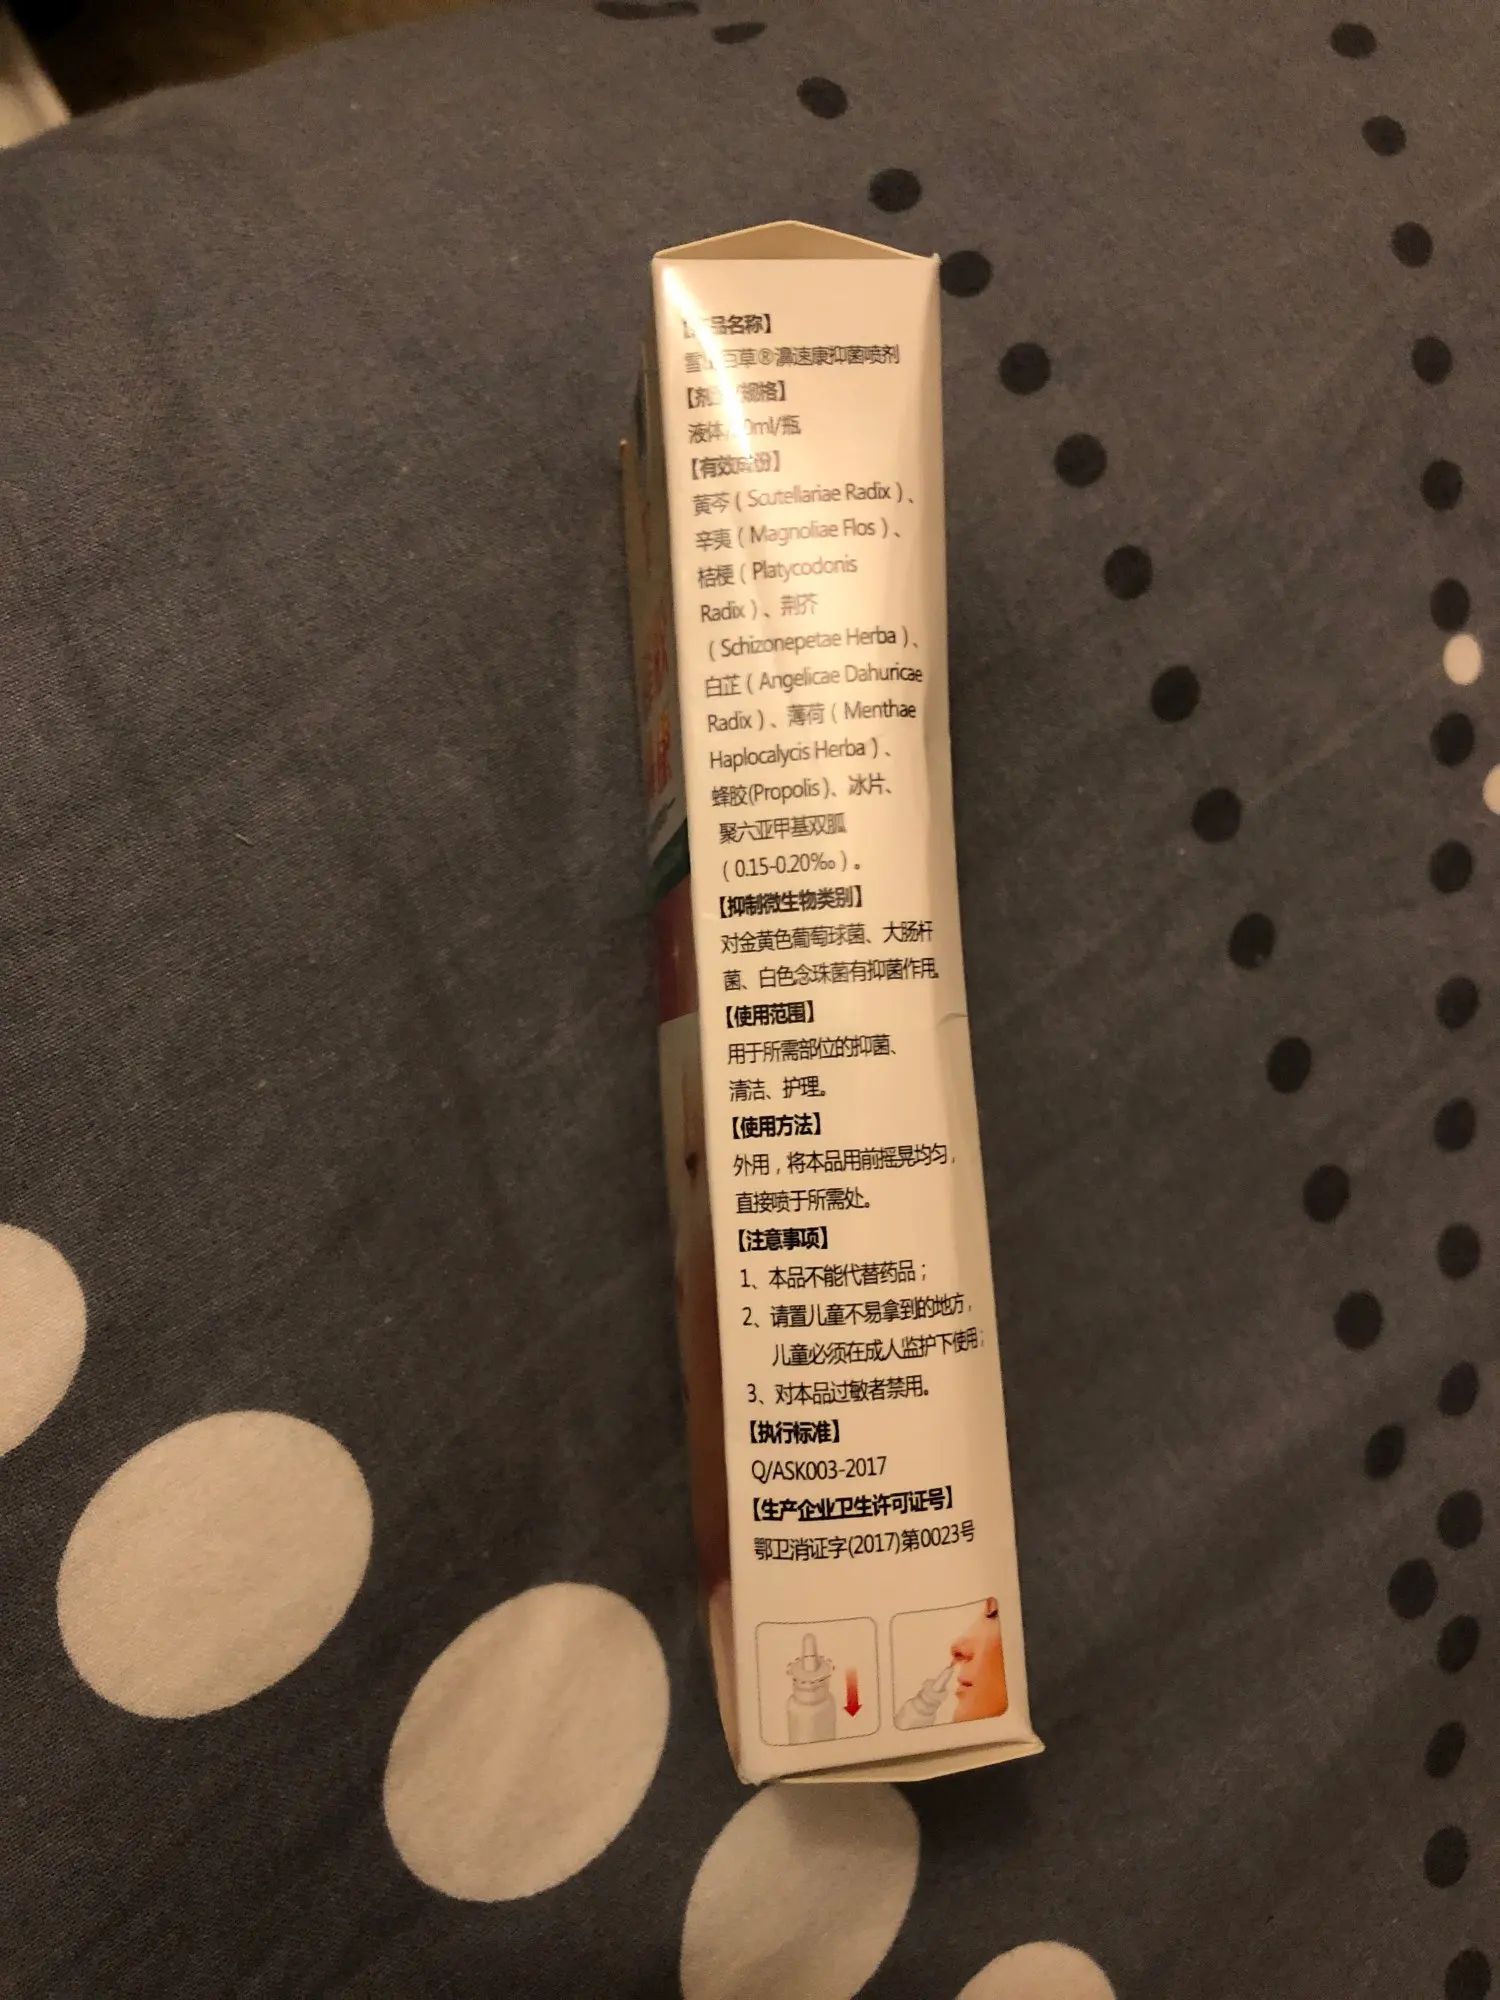 品名称】
草®濞速康抑菌喷剂
规格】
液体 0ml/瓶
【有效成份】
黄芩（Scutellariae Radix）、
辛夷（Magnoliae Flos）、
桔梗（Platycodonis
Radix）、荆芥
（Schizonepetae Herba）、
白芷（Angelicae Dahuricae
Radix）、薄荷（Menthae
Haplocalycis Herba）、
蜂胶(Propolis)、冰片、
聚六亚甲基双胍
（0.15-0.20‰）。
【抑制微生物类别】
对金黄色葡萄球菌、大肠杆
菌、白色念珠菌有抑菌作用。
【使用范围】
用于所需部位的抑菌、
清洁、护理。
【使用方法】
外用，将本品用前摇晃均匀，
直接喷于所需处。
【注意事项】
1、本品不能代替药品；
2、请置儿童不易拿到的地方，
儿童必须在成人监护下使用；
3、对本品过敏者禁用。
【执行标准】
Q/ASK003-2017
【生产企业卫生许可证号】
鄂卫消证字(2017)第0023号